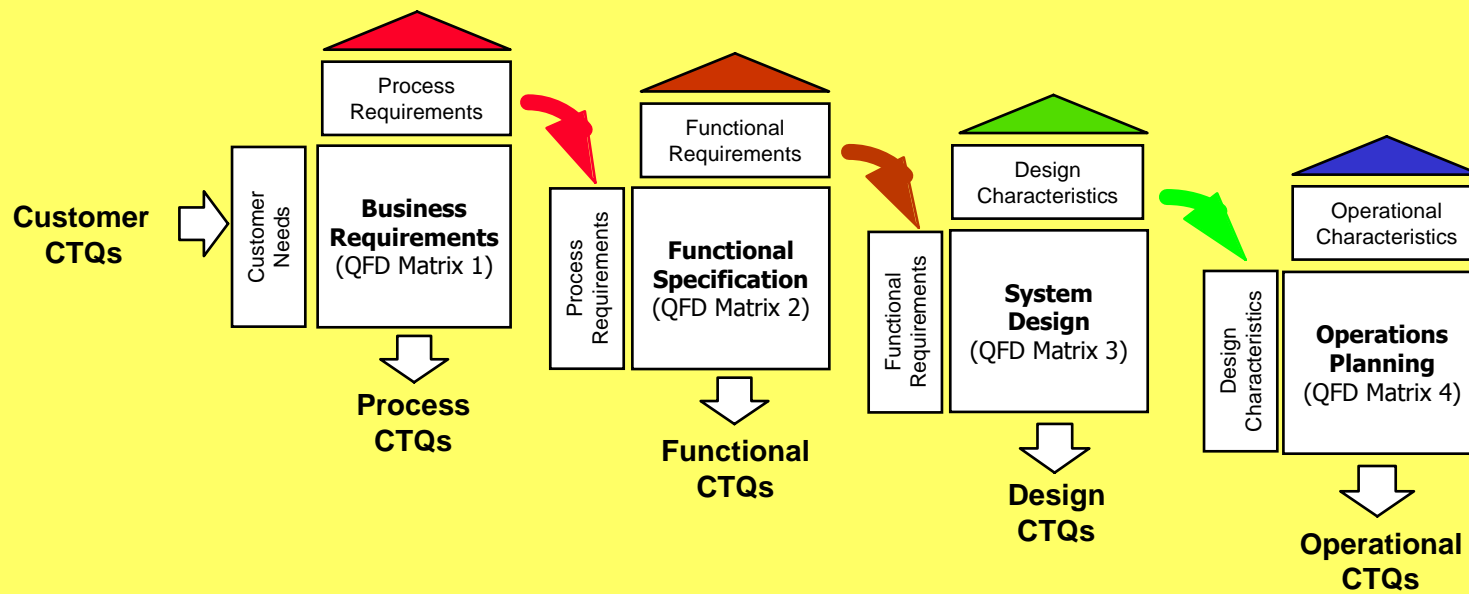 Customer
CTQs
Process
Requirements
Customer
Needs
Business
Requirements
(QFD Matrix 1)
Process
CTQs
Functional
Requirements
Process
Requirements
Functional
Specification
(QFD Matrix 2)
Functional
CTQs
Design
Characteristics
Functional
Requirements
System
Design
(QFD Matrix 3)
Design
CTQs
Operational
Characteristics
Design
Characteristics
Operations
Planning
(QFD Matrix 4)
Operational
CTQs